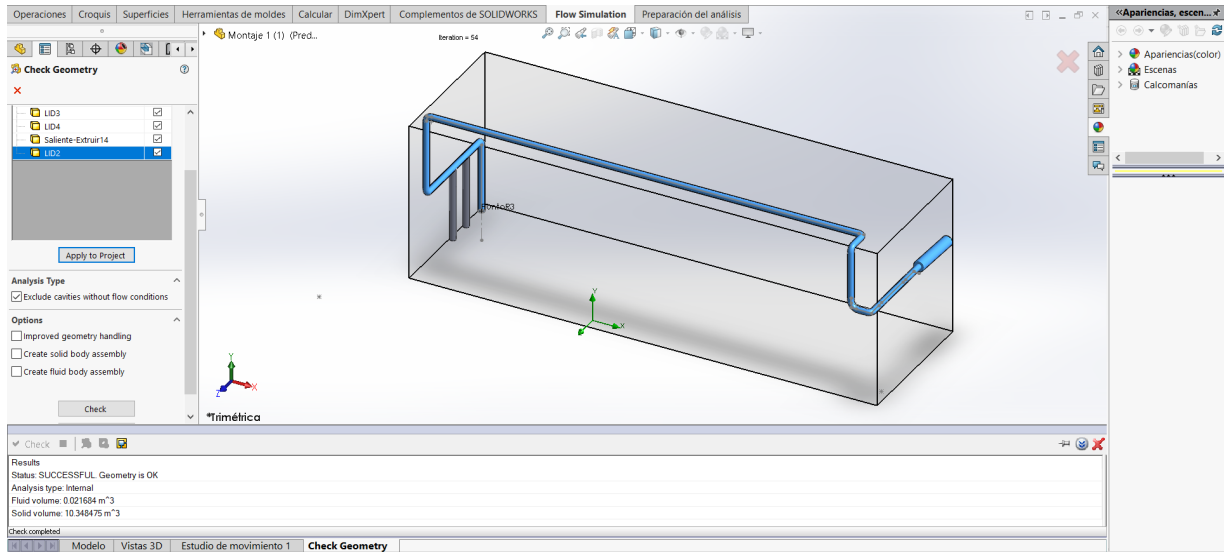 Operaciones Croquis Superficies Herramientas de moldes Calcular DimXpert Complementos de SOLIDWORKS Flow Simulation Preparación del análisis
«Apariencias, escen...
Montaje 1 (1) (Pred...
Iteration = 54
Check Geometry
LID3
LID4
Saliente-Extruir14
LID2
Apply to Project
Analysis Type
Exclude cavities without flow conditions
Options
Improved geometry handling
Create solid body assembly
Create fluid body assembly
Check
Apariencias(color)
Escenas
Calcomanías
Y
X
Y
X
Z
*Trimétrica
Check
Results
Status: SUCCESSFUL. Geometry is OK
Analysis type: Internal
Fluid volume: 0.021684 m^3
Solid volume: 10.348475 m^3
Check completed
Modelo Vistas 3D Estudio de movimiento 1 Check Geometry